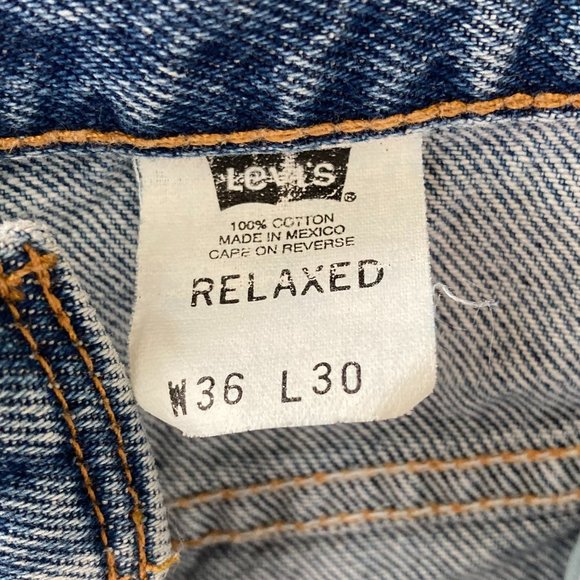 LEVI'S®
100% COTTON
MADE IN MEXICO
CARE ON REVERSE
RELAXED
W36 L30